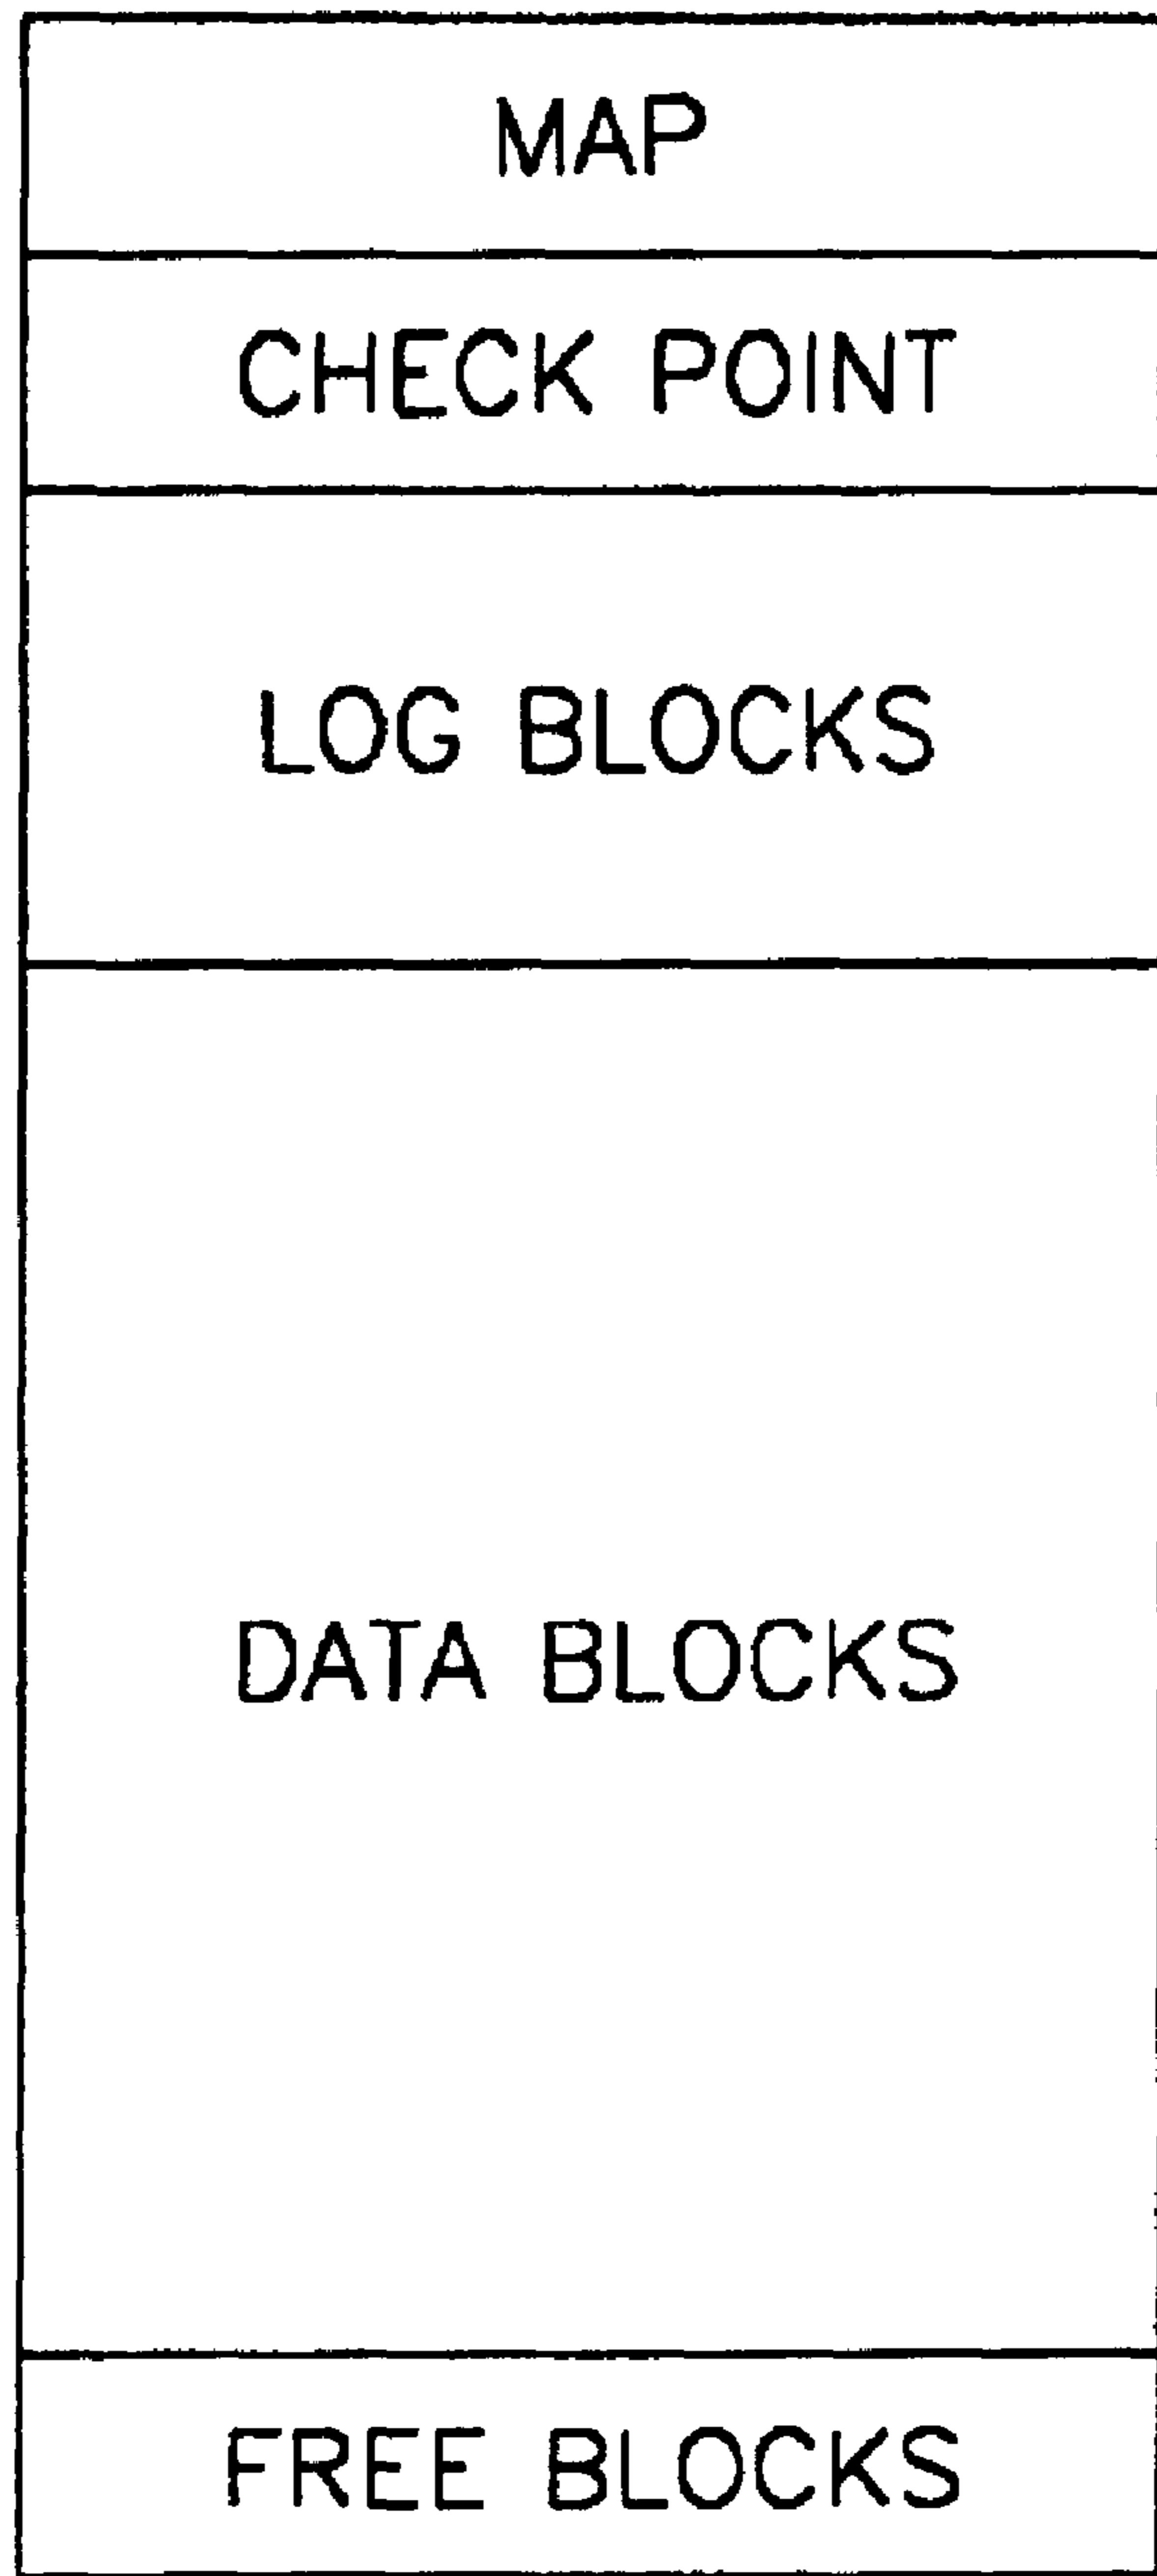 MAP
CHECK POINT
LOG BLOCKS
DATA BLOCKS
FREE BLOCKS